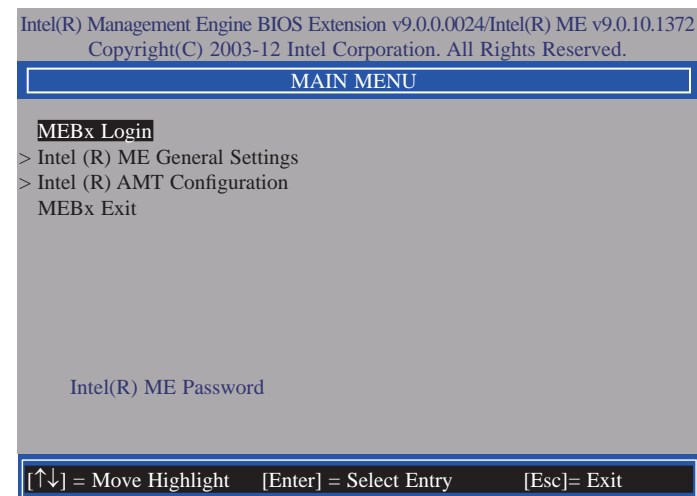 Intel(R) Management Engine BIOS Extension v9.0.0.0024/Intel(R) ME v9.0.10.1372
Copyright(C) 2003-12 Intel Corporation. All Rights Reserved.
MAIN MENU
MEBx Login
> Intel (R) ME General Settings
> Intel (R) AMT Configuration
MEBx Exit
Intel(R) ME Password
[↑↓] = Move Highlight [Enter] = Select Entry [Esc]= Exit